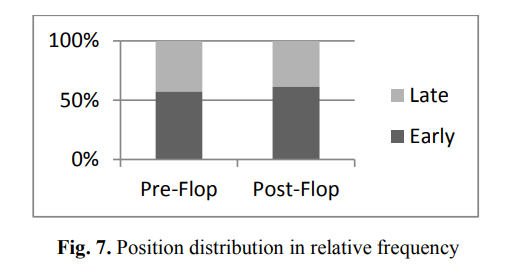 100%
50%
0%
Pre-Flop
Post-Flop
Late
Early
Fig. 7. Position distribution in relative frequency